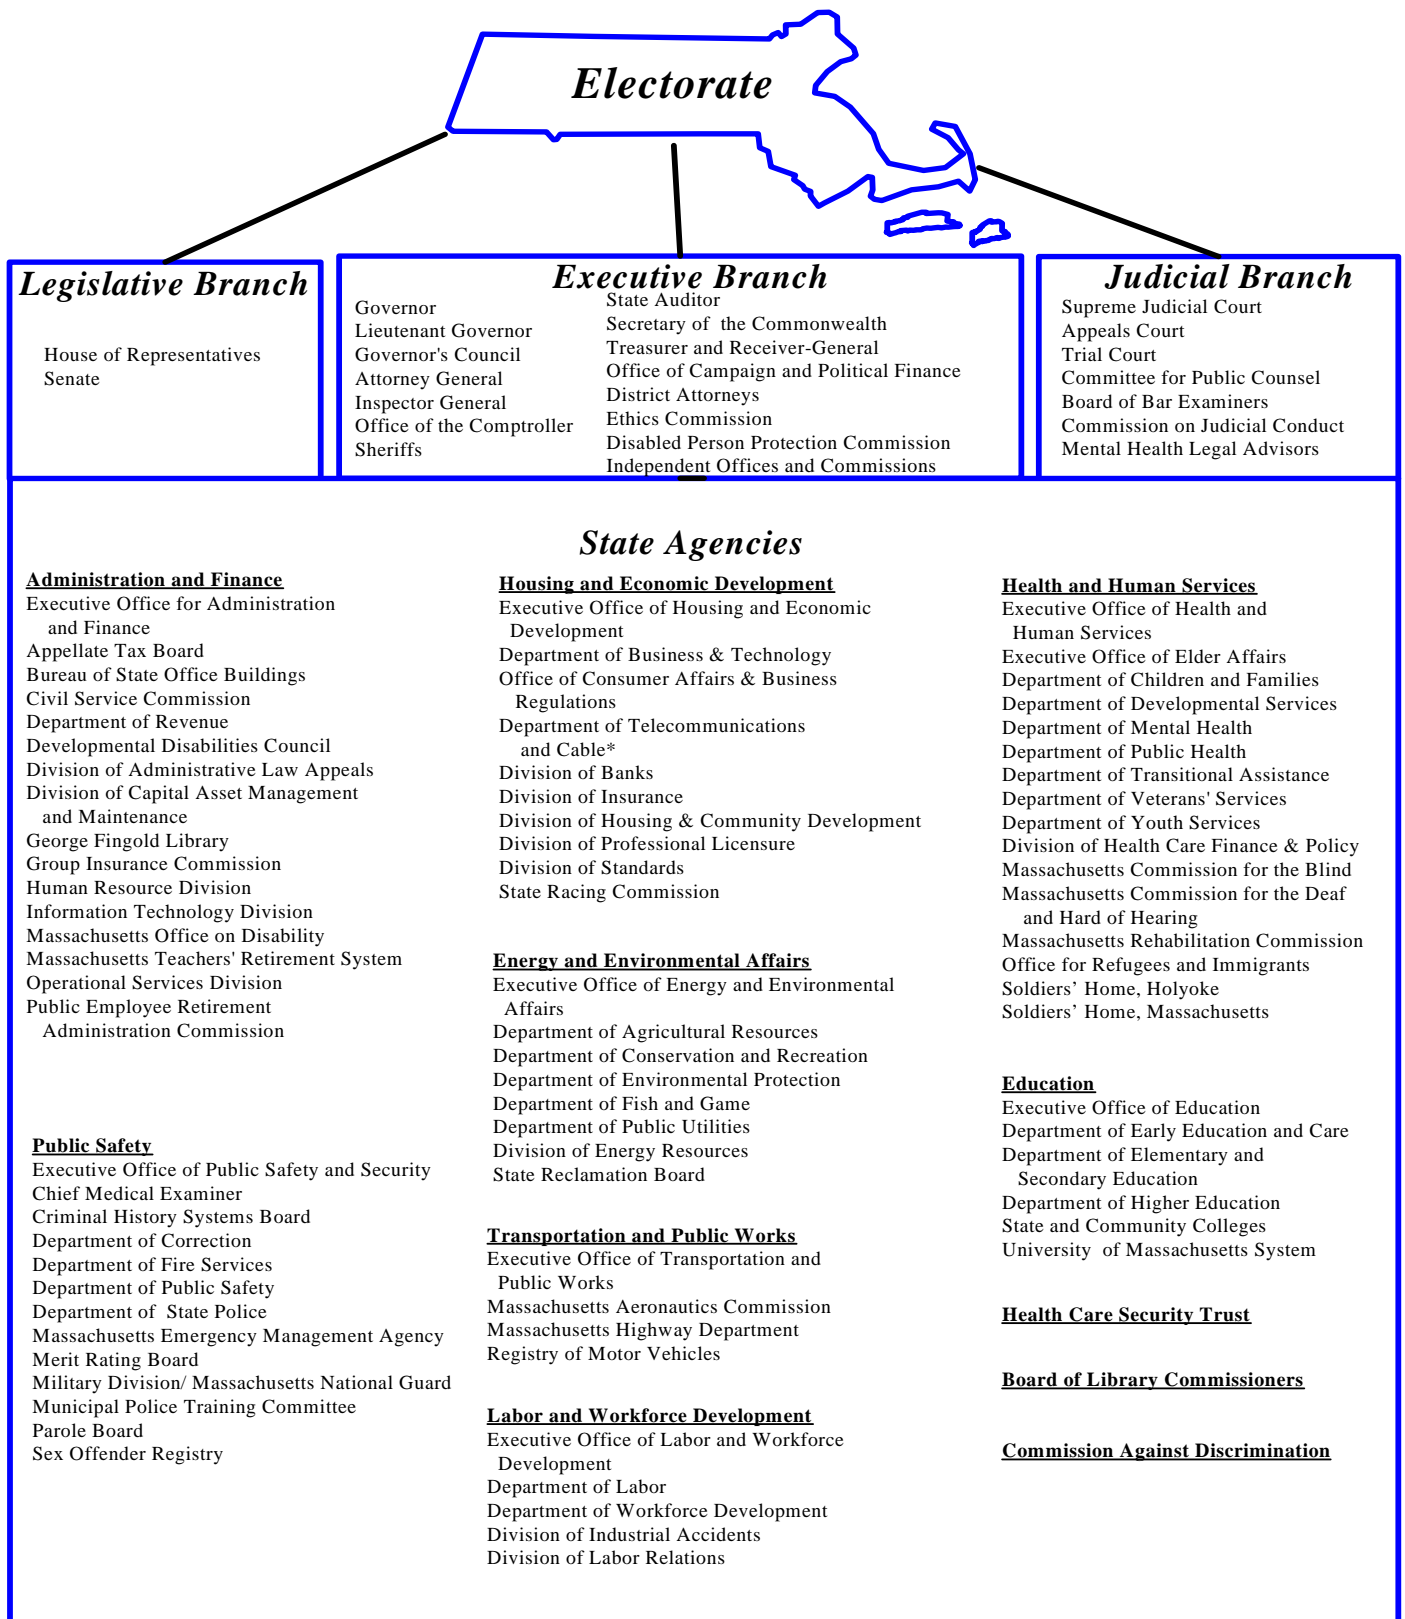 Electorate
Legislative Branch
House of Representatives
Senate
Executive Branch
Governor
Lieutenant Governor
Governor's Council
Attorney General
Inspector General
Office of the Comptroller
Sheriffs
State Auditor
Secretary of the Commonwealth
Treasurer and Receiver-General
Office of Campaign and Political Finance
District Attorneys
Ethics Commission
Disabled Person Protection Commission
Independent Offices and Commissions
Judicial Branch
Supreme Judicial Court
Appeals Court
Trial Court
Committee for Public Counsel
Board of Bar Examiners
Commission on Judicial Conduct
Mental Health Legal Advisors
State Agencies
Administration and Finance
Executive Office for Administration
and Finance
Appellate Tax Board
Bureau of State Office Buildings
Civil Service Commission
Department of Revenue
Developmental Disabilities Council
Division of Administrative Law Appeals
Division of Capital Asset Management
and Maintenance
George Fingold Library
Group Insurance Commission
Human Resource Division
Information Technology Division
Massachusetts Office on Disability
Massachusetts Teachers' Retirement System
Operational Services Division
Public Employee Retirement
Administration Commission
Public Safety
Executive Office of Public Safety and Security
Chief Medical Examiner
Criminal History Systems Board
Department of Correction
Department of Fire Services
Department of Public Safety
Department of State Police
Massachusetts Emergency Management Agency
Merit Rating Board
Military Division/ Massachusetts National Guard
Municipal Police Training Committee
Parole Board
Sex Offender Registry
Housing and Economic Development
Executive Office of Housing and Economic
Development
Department of Business & Technology
Office of Consumer Affairs & Business
Regulations
Department of Telecommunications
and Cable*
Division of Banks
Division of Insurance
Division of Housing & Community Development
Division of Professional Licensure
Division of Standards
State Racing Commission
Energy and Environmental Affairs
Executive Office of Energy and Environmental
Affairs
Department of Agricultural Resources
Department of Conservation and Recreation
Department of Environmental Protection
Department of Fish and Game
Department of Public Utilities
Division of Energy Resources
State Reclamation Board
Transportation and Public Works
Executive Office of Transportation and
Public Works
Massachusetts Aeronautics Commission
Massachusetts Highway Department
Registry of Motor Vehicles
Labor and Workforce Development
Executive Office of Labor and Workforce
Development
Department of Labor
Department of Workforce Development
Division of Industrial Accidents
Division of Labor Relations
Health and Human Services
Executive Office of Health and
Human Services
Executive Office of Elder Affairs
Department of Children and Families
Department of Developmental Services
Department of Mental Health
Department of Public Health
Department of Transitional Assistance
Department of Veterans' Services
Department of Youth Services
Division of Health Care Finance & Policy
Massachusetts Commission for the Blind
Massachusetts Commission for the Deaf
and Hard of Hearing
Massachusetts Rehabilitation Commission
Office for Refugees and Immigrants
Soldiers’ Home, Holyoke
Soldiers’ Home, Massachusetts
Education
Executive Office of Education
Department of Early Education and Care
Department of Elementary and
Secondary Education
Department of Higher Education
State and Community Colleges
University of Massachusetts System
Health Care Security Trust
Board of Library Commissioners
Commission Against Discrimination